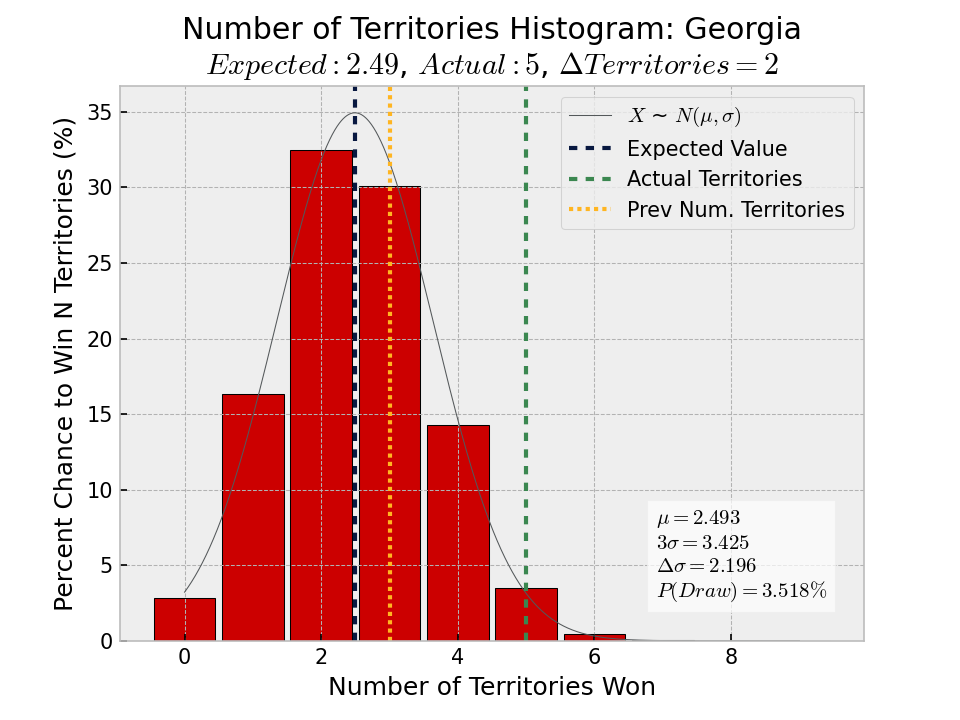 Number of Territories Histogram: Georgia
Expected : 2.49, Actual : 5, ΔTerritories = 2
Percent Chance to Win N Territories (%)
35
30
25
20
15
10
5
0
X ~ N(μ, σ)
Expected Value
Actual Territories
Prev Num. Territories
μ = 2.493
3σ = 3.425
Δσ = 2.196
P(Draw) = 3.518%
0 2 4 6 8
Number of Territories Won